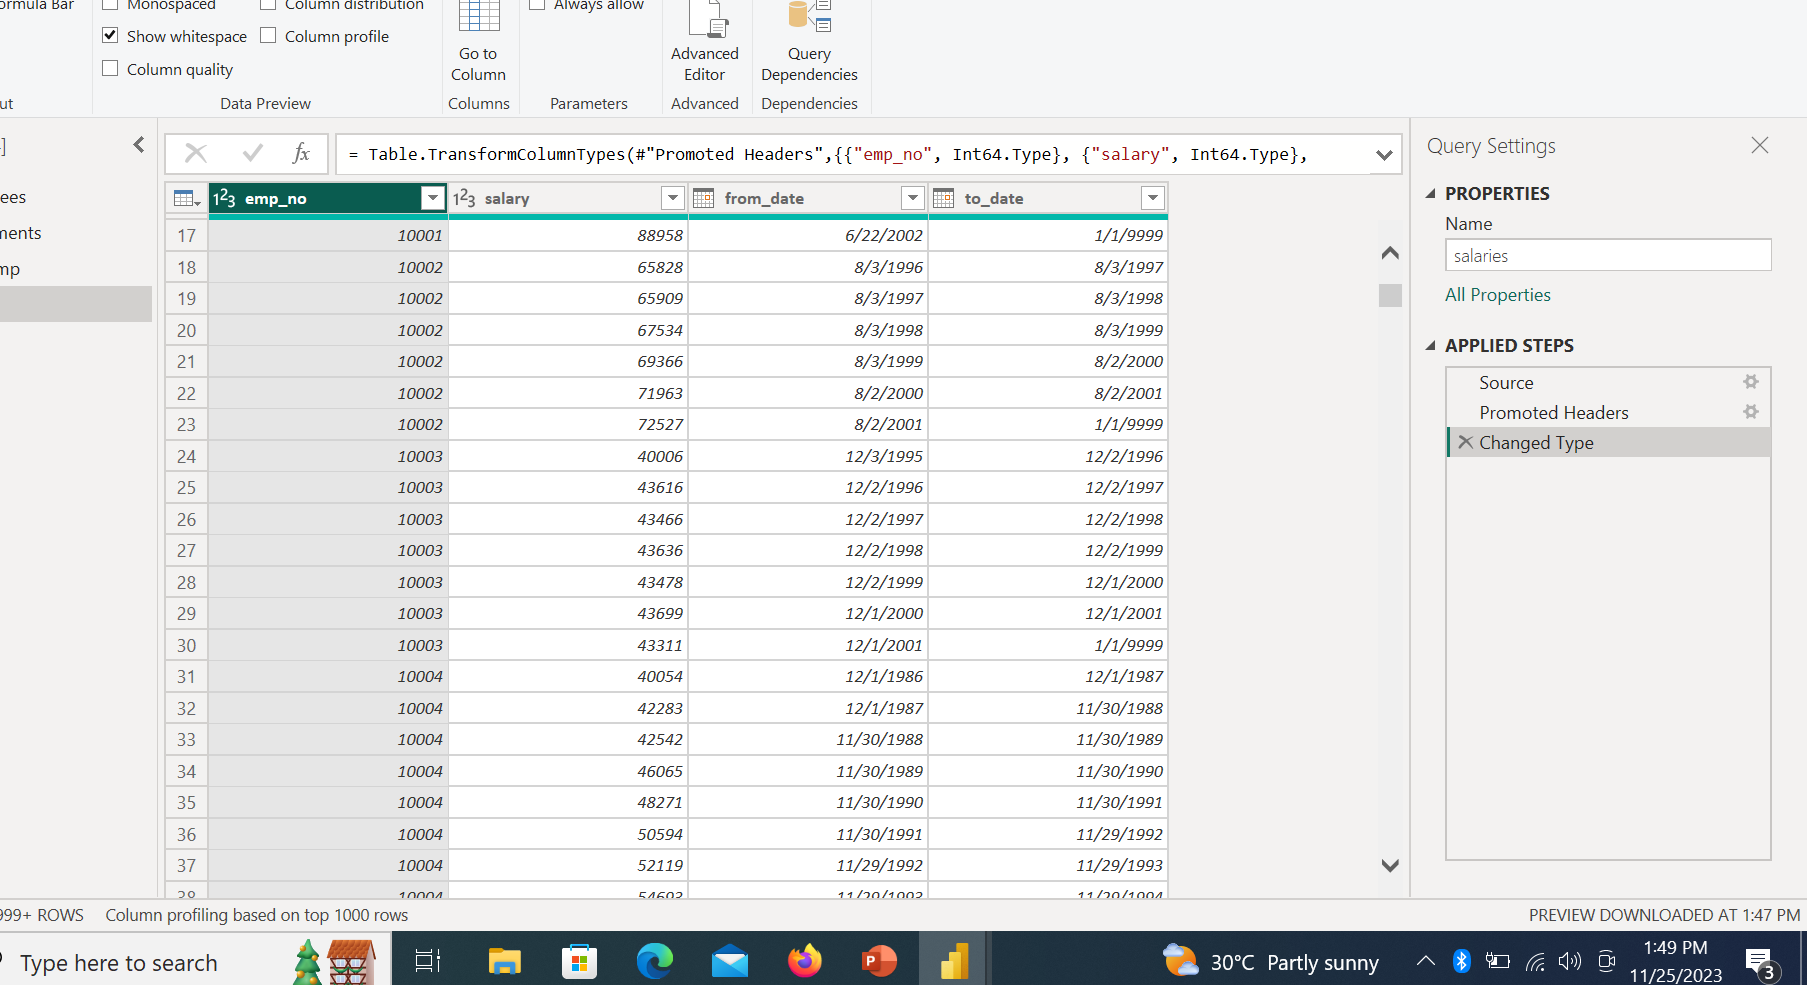 ormula Bar
Monospaced
Column distribution
Always allow
Show whitespace
Column profile
Column quality
Go to
Column
Advanced
Editor
Query
Dependencies
ut
Data Preview
Columns
Parameters
Advanced
Dependencies
]
ees
nents
mp
fx
= Table.TransformColumnTypes(#"Promoted Headers",{{"emp_no", Int64.Type}, {"salary", Int64.Type},
123 emp_no 123 salary from_date to_date
17 10001 88958 6/22/2002 1/1/9999
18 10002 65828 8/3/1996 8/3/1997
19 10002 65909 8/3/1997 8/3/1998
20 10002 67534 8/3/1998 8/3/1999
21 10002 69366 8/3/1999 8/2/2000
22 10002 71963 8/2/2000 8/2/2001
23 10002 72527 8/2/2001 1/1/9999
24 10003 40006 12/3/1995 12/2/1996
25 10003 43616 12/2/1996 12/2/1997
26 10003 43466 12/2/1997 12/2/1998
27 10003 43636 12/2/1998 12/2/1999
28 10003 43478 12/2/1999 12/1/2000
29 10003 43699 12/1/2000 12/1/2001
30 10003 43311 12/1/2001 1/1/9999
31 10004 40054 12/1/1986 12/1/1987
32 10004 42283 12/1/1987 11/30/1988
33 10004 42542 11/30/1988 11/30/1989
34 10004 46065 11/30/1989 11/30/1990
35 10004 48271 11/30/1990 11/30/1991
36 10004 50594 11/30/1991 11/29/1992
37 10004 52119 11/29/1992 11/29/1993
38 10004 54693 11/29/1993 11/29/1994
Query Settings
PROPERTIES
Name
salaries
All Properties
APPLIED STEPS
Source
Promoted Headers
Changed Type
999+ ROWS Column profiling based on top 1000 rows
PREVIEW DOWNLOADED AT 1:47 PM
Type here to search
P
30°C Partly sunny
1:49 PM
11/25/2023
3